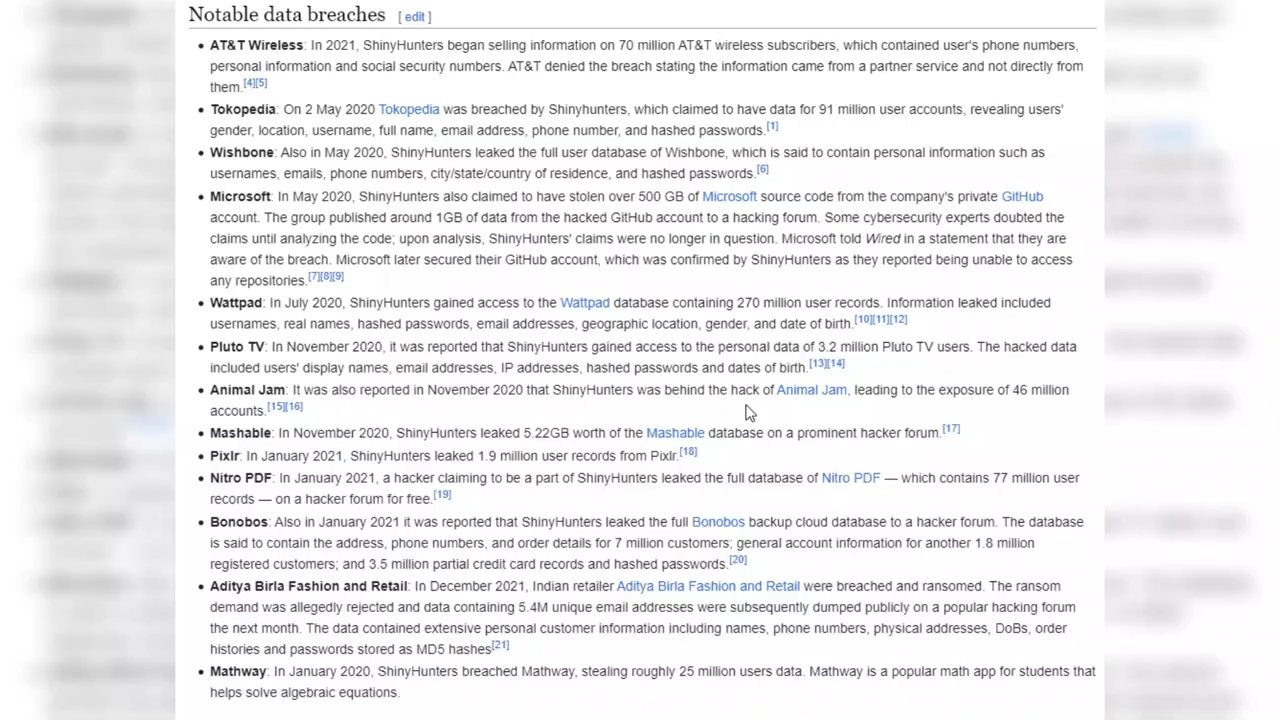 Notable data breaches [ edit ]
• AT&T Wireless: In 2021, ShinyHunters began selling information on 70 million AT&T wireless subscribers, which contained user's phone numbers,
personal information and social security numbers. AT&T denied the breach stating the information came from a partner service and not directly from
them.[4][5]
• Tokopedia: On 2 May 2020 Tokopedia was breached by Shinyhunters, which claimed to have data for 91 million user accounts, revealing users'
gender, location, username, full name, email address, phone number, and hashed passwords.[1]
• Wishbone: Also in May 2020, ShinyHunters leaked the full user database of Wishbone, which is said to contain personal information such as
usernames, emails, phone numbers, city/state/country of residence, and hashed passwords.[6]
• Microsoft: In May 2020, ShinyHunters also claimed to have stolen over 500 GB of Microsoft source code from the company's private GitHub
account. The group published around 1GB of data from the hacked GitHub account to a hacking forum. Some cybersecurity experts doubted the
claims until analyzing the code; upon analysis, ShinyHunters' claims were no longer in question. Microsoft told Wired in a statement that they are
aware of the breach. Microsoft later secured their GitHub account, which was confirmed by ShinyHunters as they reported being unable to access
any repositories.[7][8][9]
• Wattpad: In July 2020, ShinyHunters gained access to the Wattpad database containing 270 million user records. Information leaked included
usernames, real names, hashed passwords, email addresses, geographic location, gender, and date of birth.[10][11][12]
• Pluto TV: In November 2020, it was reported that ShinyHunters gained access to the personal data of 3.2 million Pluto TV users. The hacked data
included users' display names, email addresses, IP addresses, hashed passwords and dates of birth.[13][14]
• Animal Jam: It was also reported in November 2020 that ShinyHunters was behind the hack of Animal Jam, leading to the exposure of 46 million
accounts.[15][16]
• Mashable: In November 2020, ShinyHunters leaked 5.22GB worth of the Mashable database on a prominent hacker forum.[17]
• Pixlr: In January 2021, ShinyHunters leaked 1.9 million user records from Pixlr.[18]
• Nitro PDF: In January 2021, a hacker claiming to be a part of ShinyHunters leaked the full database of Nitro PDF — which contains 77 million user
records — on a hacker forum for free.[19]
• Bonobos: Also in January 2021 it was reported that ShinyHunters leaked the full Bonobos backup cloud database to a hacker forum. The database
is said to contain the address, phone numbers, and order details for 7 million customers; general account information for another 1.8 million
registered customers; and 3.5 million partial credit card records and hashed passwords.[20]
• Aditya Birla Fashion and Retail: In December 2021, Indian retailer Aditya Birla Fashion and Retail were breached and ransomed. The ransom
demand was allegedly rejected and data containing 5.4M unique email addresses were subsequently dumped publicly on a popular hacking forum
the next month. The data contained extensive personal customer information including names, phone numbers, physical addresses, DoBs, order
histories and passwords stored as MD5 hashes[21]
• Mathway: In January 2020, ShinyHunters breached Mathway, stealing roughly 25 million users data. Mathway is a popular math app for students that
helps solve algebraic equations.